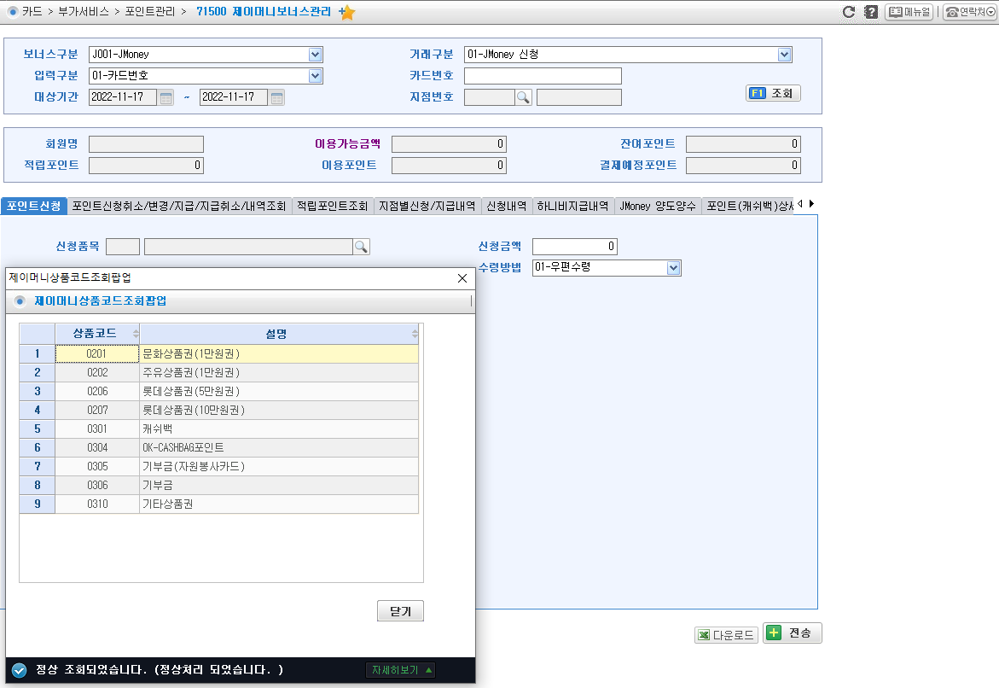 카드 > 부가서비스 > 포인트관리 > 71500 제이머니보너스관리
메뉴얼 | 연락처
보너스구분 J001-JMoney 거래구분 01-JMoney 신청
입력구분 01-카드번호 카드번호
대상기간 2022-11-17 ~ 2022-11-17 지점번호 F1 조회
회원명 이용가능금액 0 잔여포인트 0
적립포인트 0 이용포인트 0 결제예정포인트 0
포인트신청 포인트신청취소/변경/지급/지급취소/내역조회 적립포인트조회 지점별신청/지급내역 신청내역 하니비지급내역 JMoney 양도양수 포인트(캐쉬백)상
신청품목 신청금액 0
수령방법 01-우편수령
제이머니상품코드조회팝업
제이머니상품코드조회팝업
상품코드 설명
1 0201 문화상품권(1만원권)
2 0202 주유상품권(1만원권)
3 0206 롯데상품권(5만원권)
4 0207 롯데상품권(10만원권)
5 0301 캐쉬백
6 0304 OK-CASHBAG포인트
7 0305 기부금(자원봉사카드)
8 0306 기부금
9 0310 기타상품권
닫기
다운로드 전송
정상 조회되었습니다. (정상처리 되었습니다. ) 자세히보기 ▲